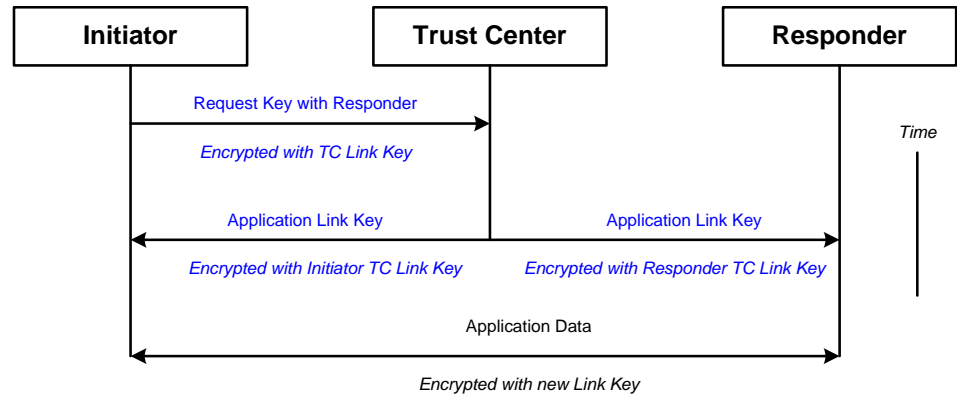 Initiator
Trust Center
Responder
Request Key with Responder
Encrypted with TC Link Key
Time
Application Link Key
Application Link Key
Encrypted with Initiator TC Link Key
Encrypted with Responder TC Link Key
Application Data
Encrypted with new Link Key